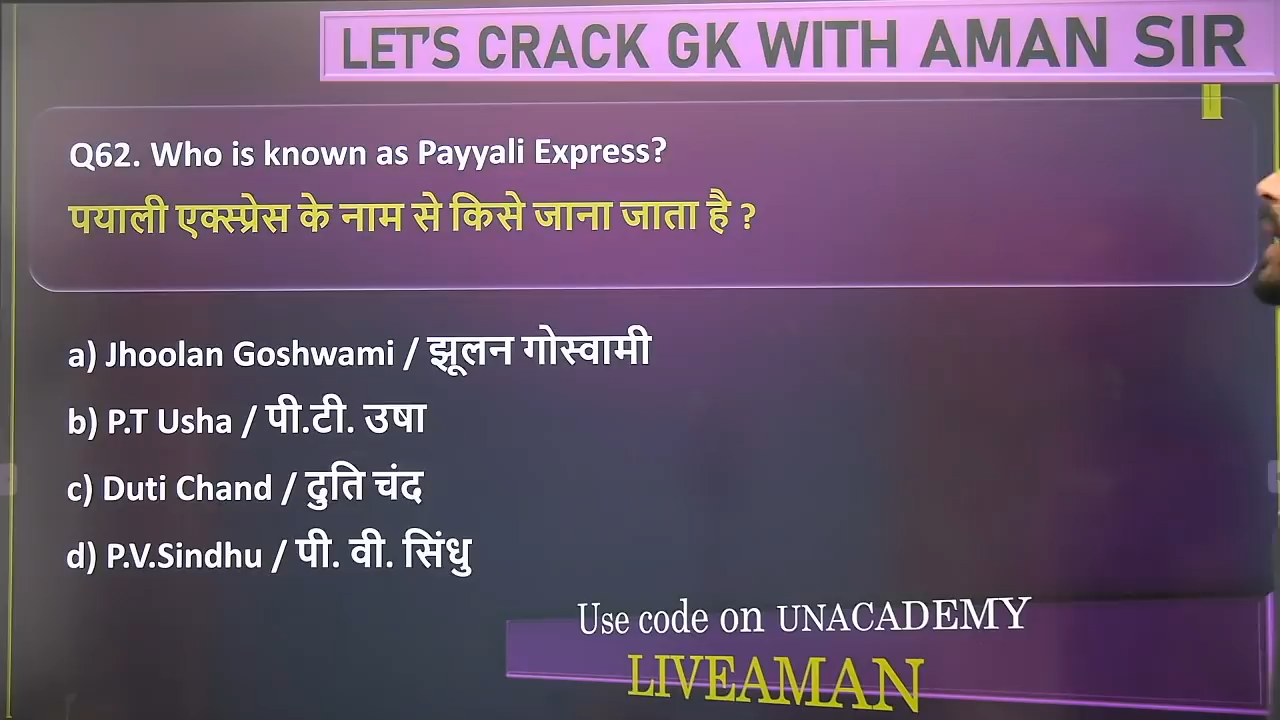 LET'S CRACK GK WITH AMAN SIR
Q62. Who is known as Payyali Express?
पयाली एक्स्प्रेस के नाम से किसे जाना जाता है ?
a) Jhoolan Goshwami / झूलन गोस्वामी
b) P.T Usha / पी.टी. उषा
c) Duti Chand / दुति चंद
d) P.V.Sindhu / पी. वी. सिंधु
Use code on UNACADEMY
LIVEAMAN